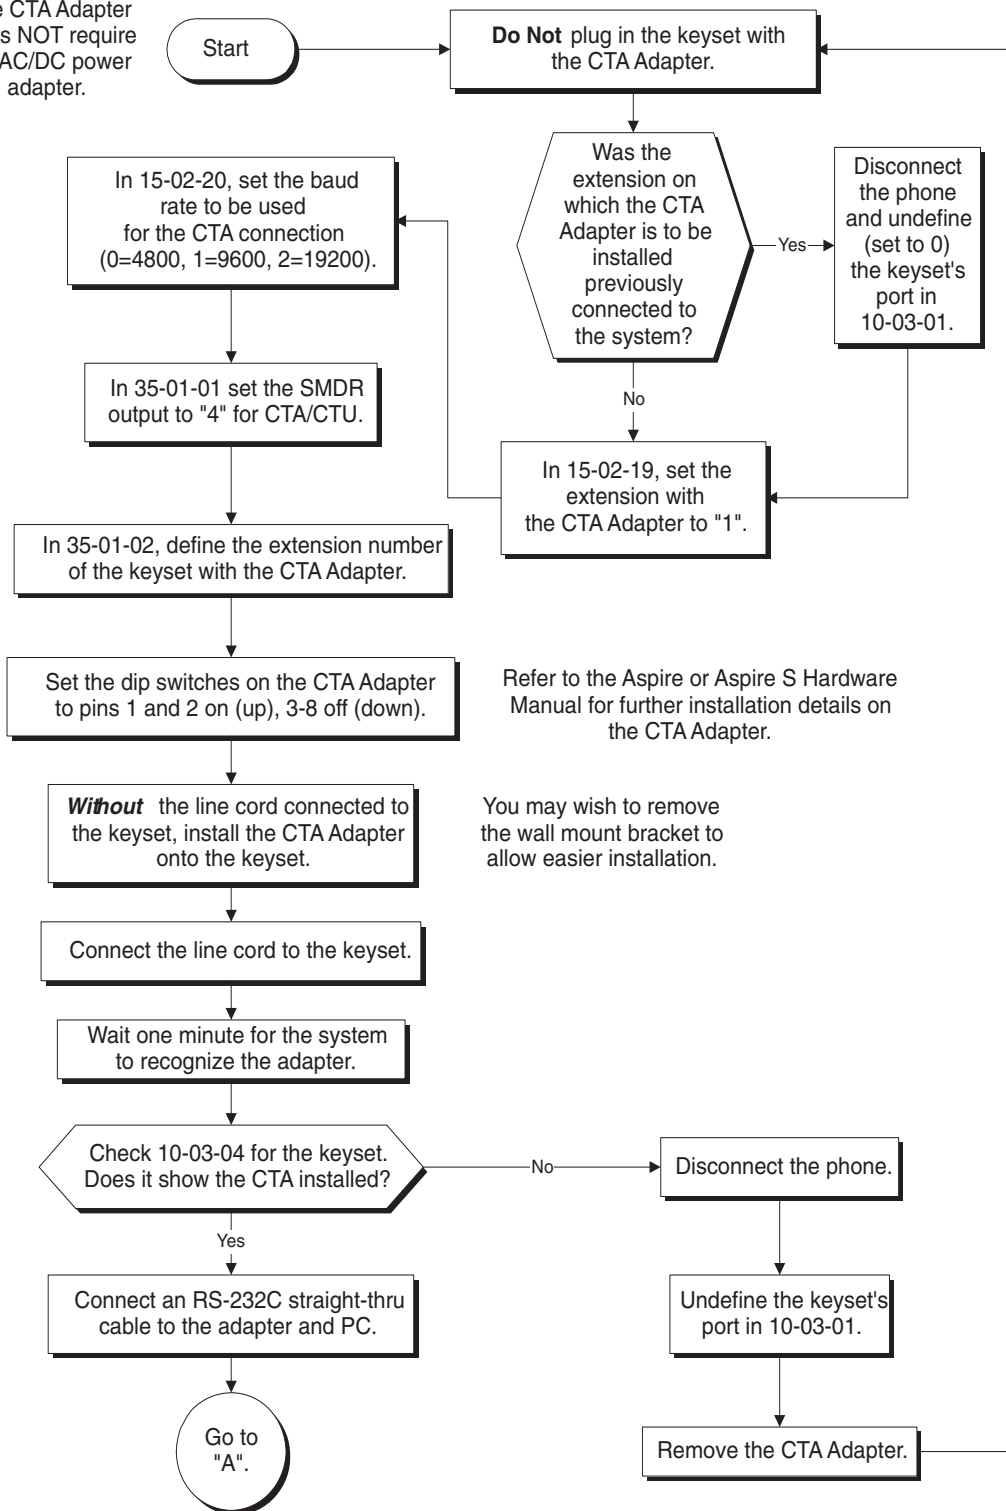 CTA Adapter
NOT require
AC/DC power
adapter.
Start
Do Not plug in the keyset with
the CTA Adapter.
Was the
extension on
which the CTA
Adapter is to be
installed
previously
connected to
the system?
Yes
Disconnect
the phone
and undefine
(set to 0)
the keyset's
port in
10-03-01.
No
In 15-02-19, set the
extension with
the CTA Adapter to "1".
In 15-02-20, set the baud
rate to be used
for the CTA connection
(0=4800, 1=9600, 2=19200).
In 35-01-01 set the SMDR
output to "4" for CTA/CTU.
In 35-01-02, define the extension number
of the keyset with the CTA Adapter.
Set the dip switches on the CTA Adapter
to pins 1 and 2 on (up), 3-8 off (down).
Refer to the Aspire or Aspire S Hardware
Manual for further installation details on
the CTA Adapter.
Without the line cord connected to
the keyset, install the CTA Adapter
onto the keyset.
You may wish to remove
the wall mount bracket to
allow easier installation.
Connect the line cord to the keyset.
Wait one minute for the system
to recognize the adapter.
Check 10-03-04 for the keyset.
Does it show the CTA installed?
No
Disconnect the phone.
Undefine the keyset's
port in 10-03-01.
Remove the CTA Adapter.
Yes
Connect an RS-232C straight-thru
cable to the adapter and PC.
Go to
"A".